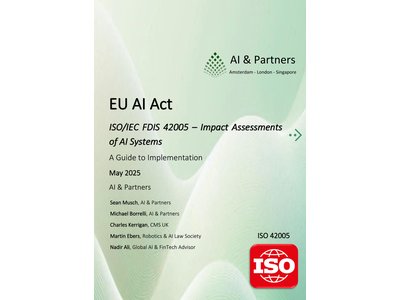 AI & Partners
Amsterdam - London - Singapore
EU AI Act
ISO/IEC FDIS 42005 – Impact Assessments
of AI Systems
A Guide to Implementation
May 2025
AI & Partners
Sean Musch, AI & Partners
Michael Borrelli, AI & Partners
Charles Kerrigan, CMS UK
Martin Ebers, Robotics & AI Law Society
Nadir Ali, Global AI & FinTech Advisor
ISO 42005
ISO